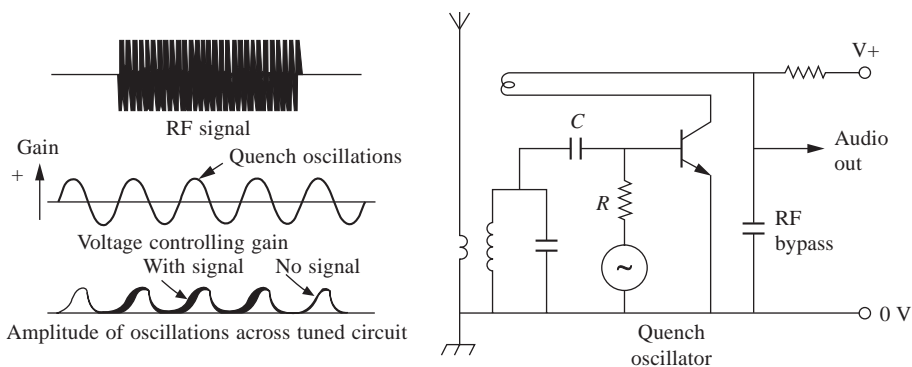 RF signal
Gain
+
Quench oscillations
Voltage controlling gain
With signal
No signal
Amplitude of oscillations across tuned circuit
V+
C
Audio
out
R
RF
bypass
~
0 V
Quench
oscillator